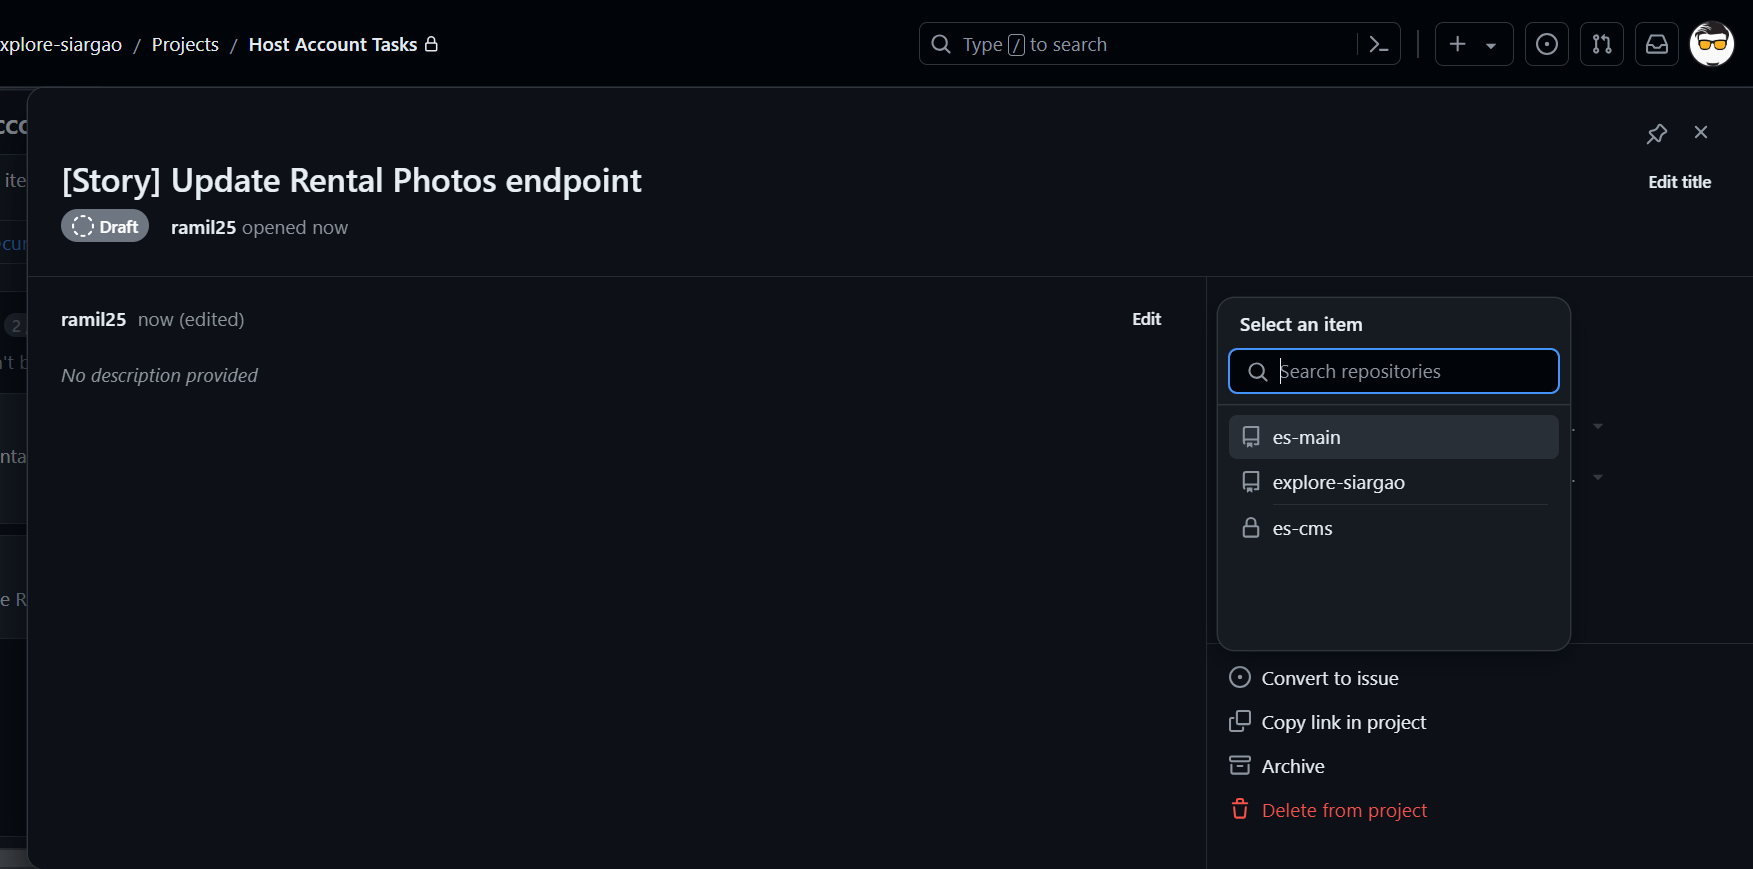 xplore-siargao / Projects / Host Account Tasks
Type / to search
[Story] Update Rental Photos endpoint
Edit title
Draft
ramil25 opened now
ramil25 now (edited)
Edit
No description provided
Select an item
Search repositories
es-main
explore-siargao
es-cms
Convert to issue
Copy link in project
Archive
Delete from project
2